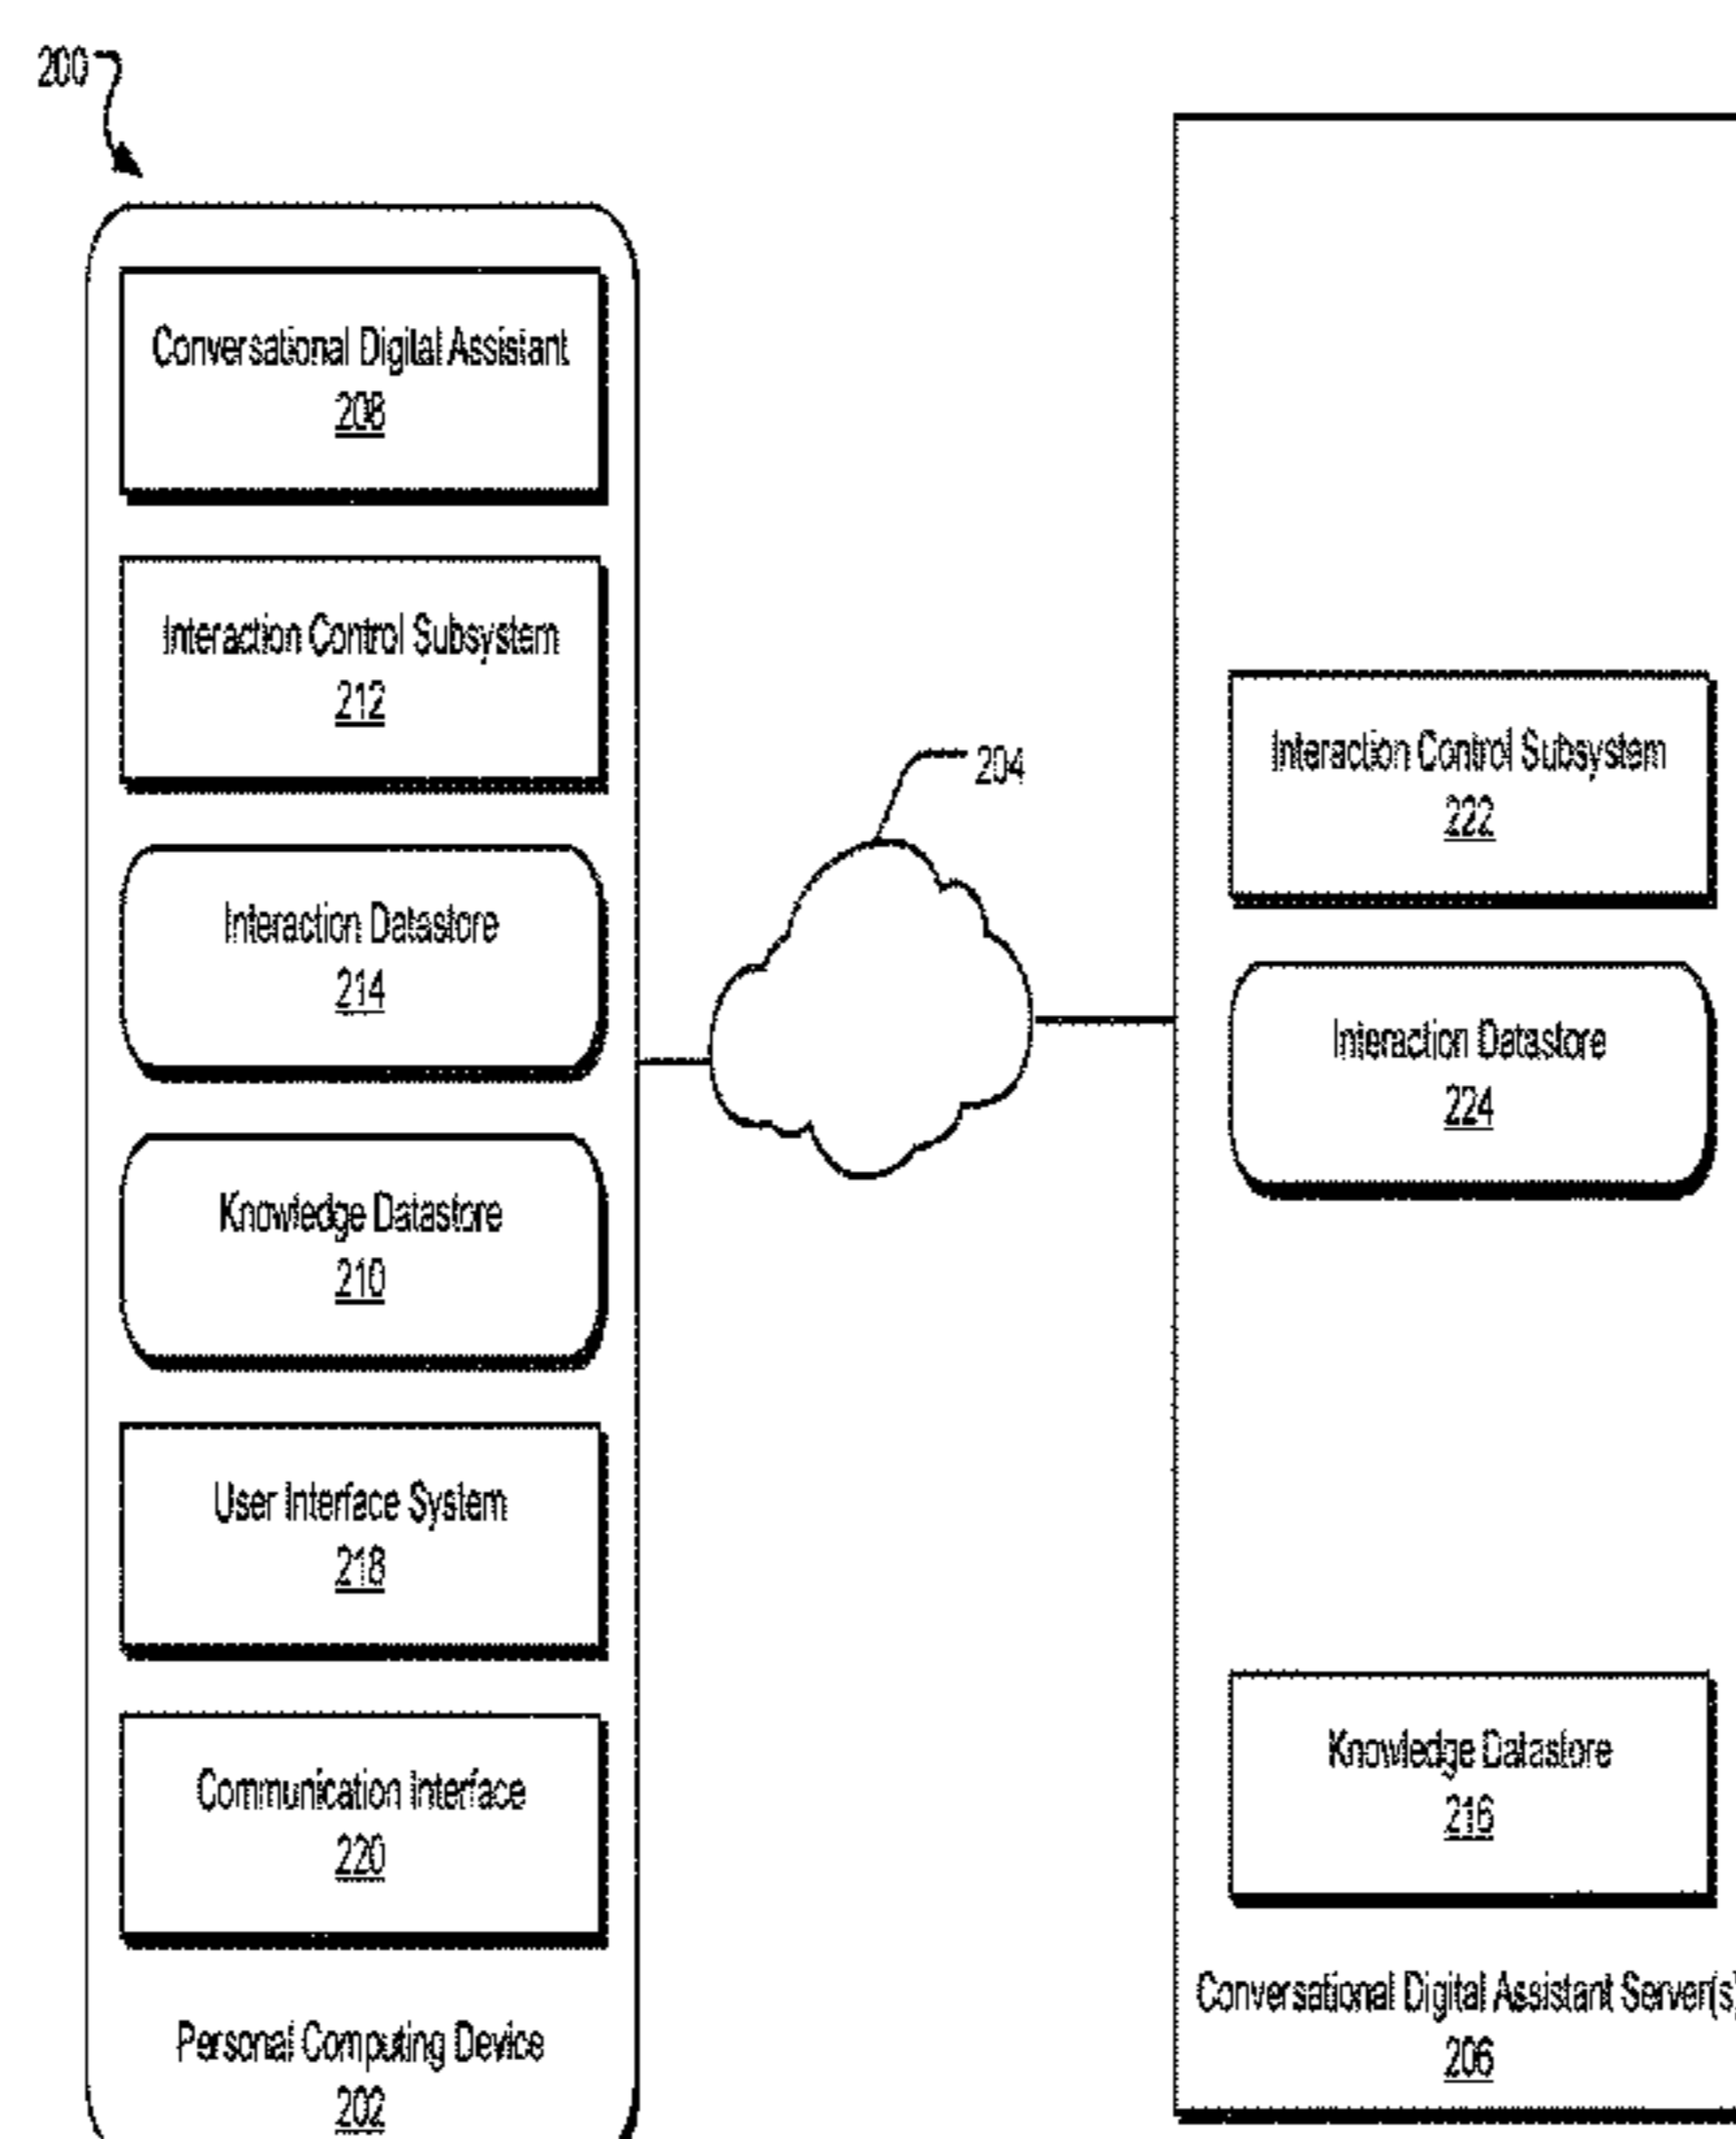 200
Conversational Digital Assistant
208
Interaction Control Subsystem
212
Interaction Datastore
214
Knowledge Datastore
210
User Interface System
218
Communication Interface
220
Personal Computing Device
202
204
Interaction Control Subsystem
222
Interaction Datastore
224
Knowledge Datastore
216
Conversational Digital Assistant Server(s)
206